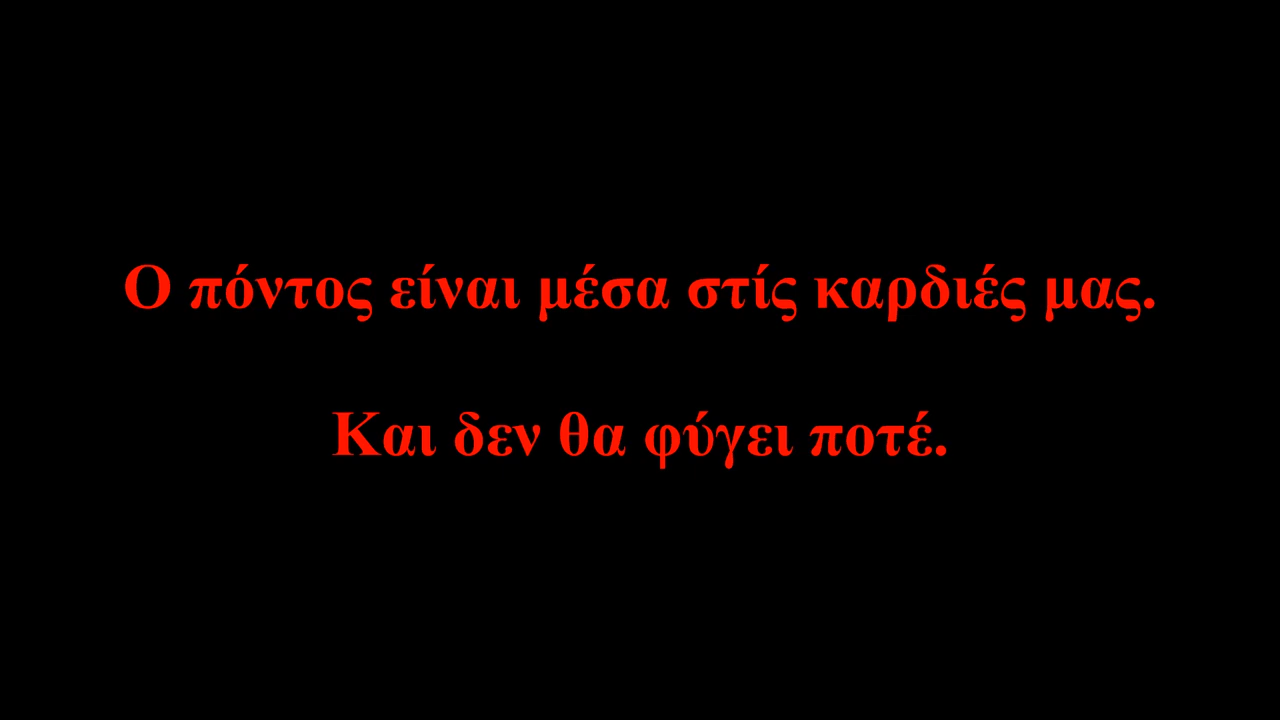 Ο πόντος είναι μέσα στίς καρδιές μας.
Και δεν θα φύγει ποτέ.